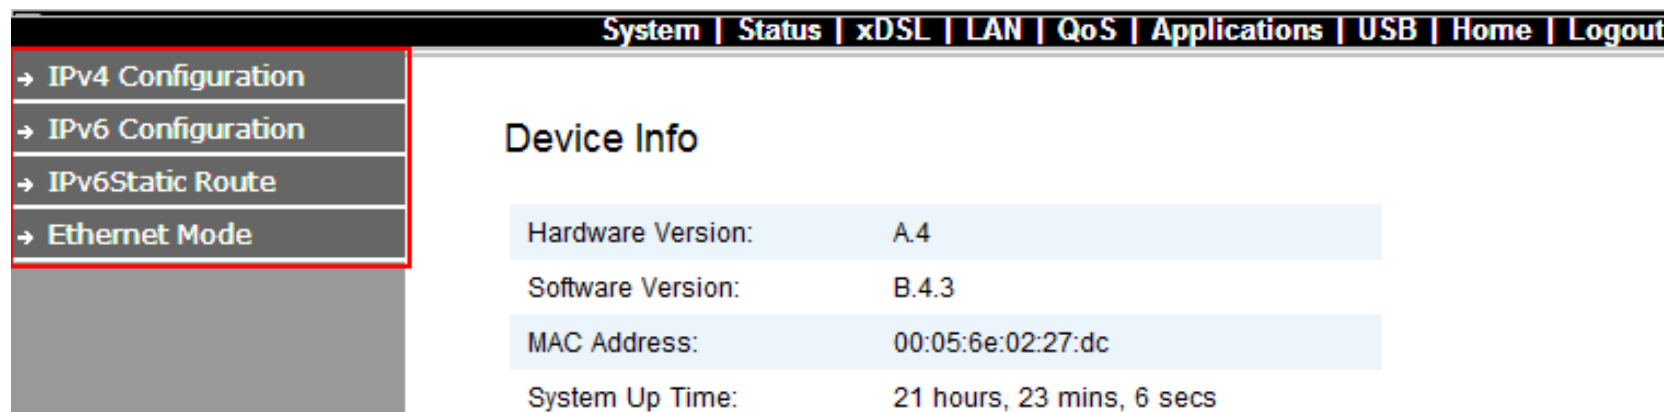 System | Status | xDSL | LAN | QoS | Applications | USB | Home | Logout
IPv4 Configuration
IPv6 Configuration
IPv6Static Route
Ethernet Mode
Device Info
Hardware Version: A.4
Software Version: B.4.3
MAC Address: 00:05:6e:02:27:dc
System Up Time: 21 hours, 23 mins, 6 secs